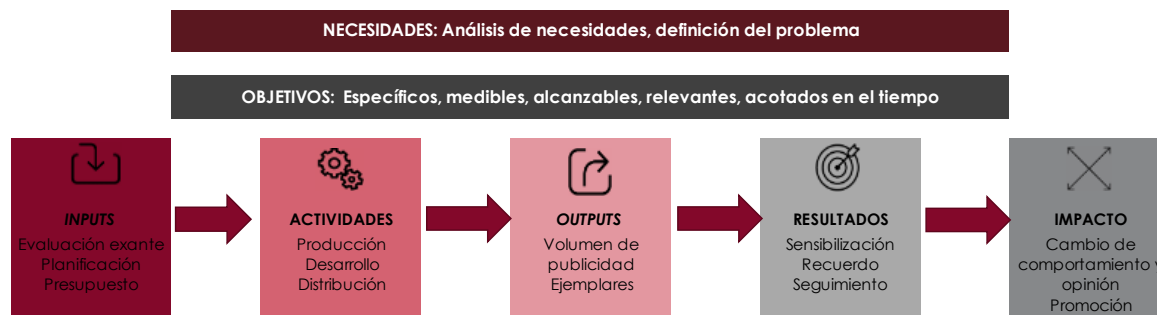 NECESIDADES: Análisis de necesidades, definición del problema
OBJETIVOS: Específicos, medibles, alcanzables, relevantes, acotados en el tiempo
INPUTS
Evaluación exante
Planificación
Presupuesto
ACTIVIDADES
Producción
Desarrollo
Distribución
OUTPUTS
Volumen de
publicidad
Ejemplares
RESULTADOS
Sensibilización
Recuerdo
Seguimiento
IMPACTO
Cambio de
comportamiento y
opinión
Promoción